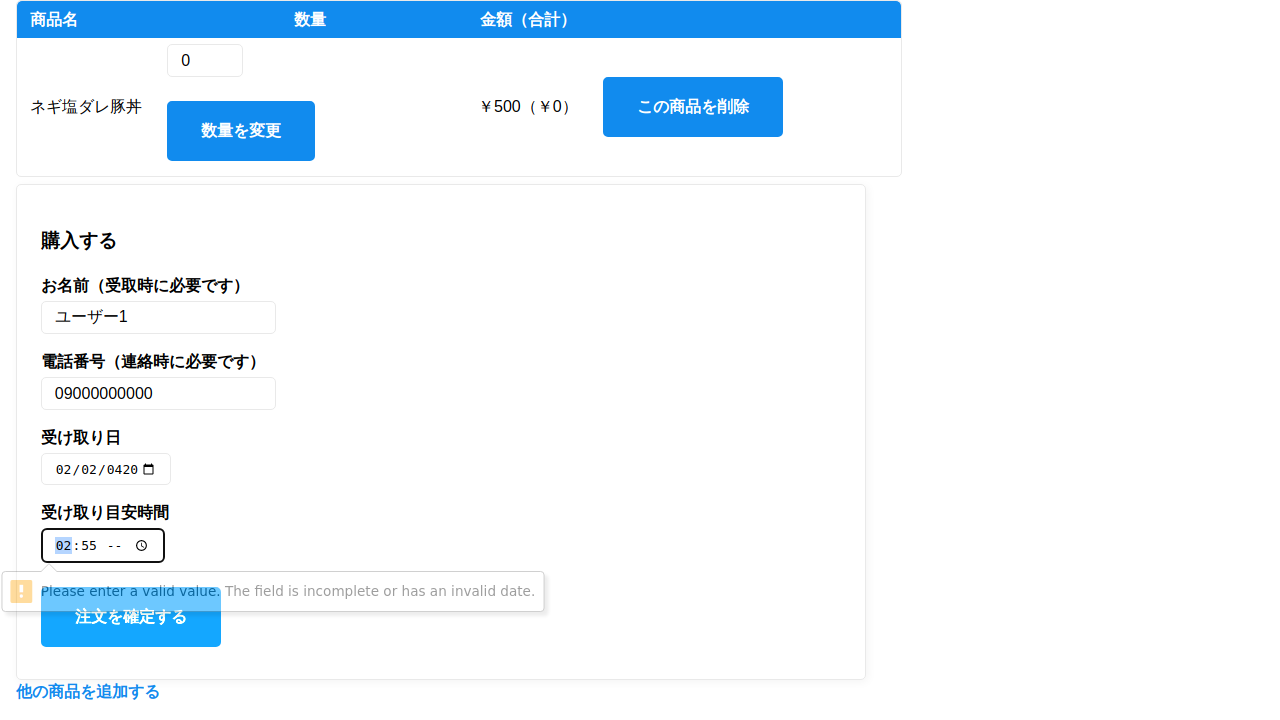 商品名 数量 金額（合計）
0
ネギ塩ダレ豚丼 数量を変更 ￥500（￥0） この商品を削除
購入する
お名前（受取時に必要です）
ユーザー1
電話番号（連絡時に必要です）
09000000000
受け取り日
02/02/0420
受け取り目安時間
02:55 --
Please enter a valid value. The field is incomplete or has an invalid date.
注文を確定する
他の商品を追加する